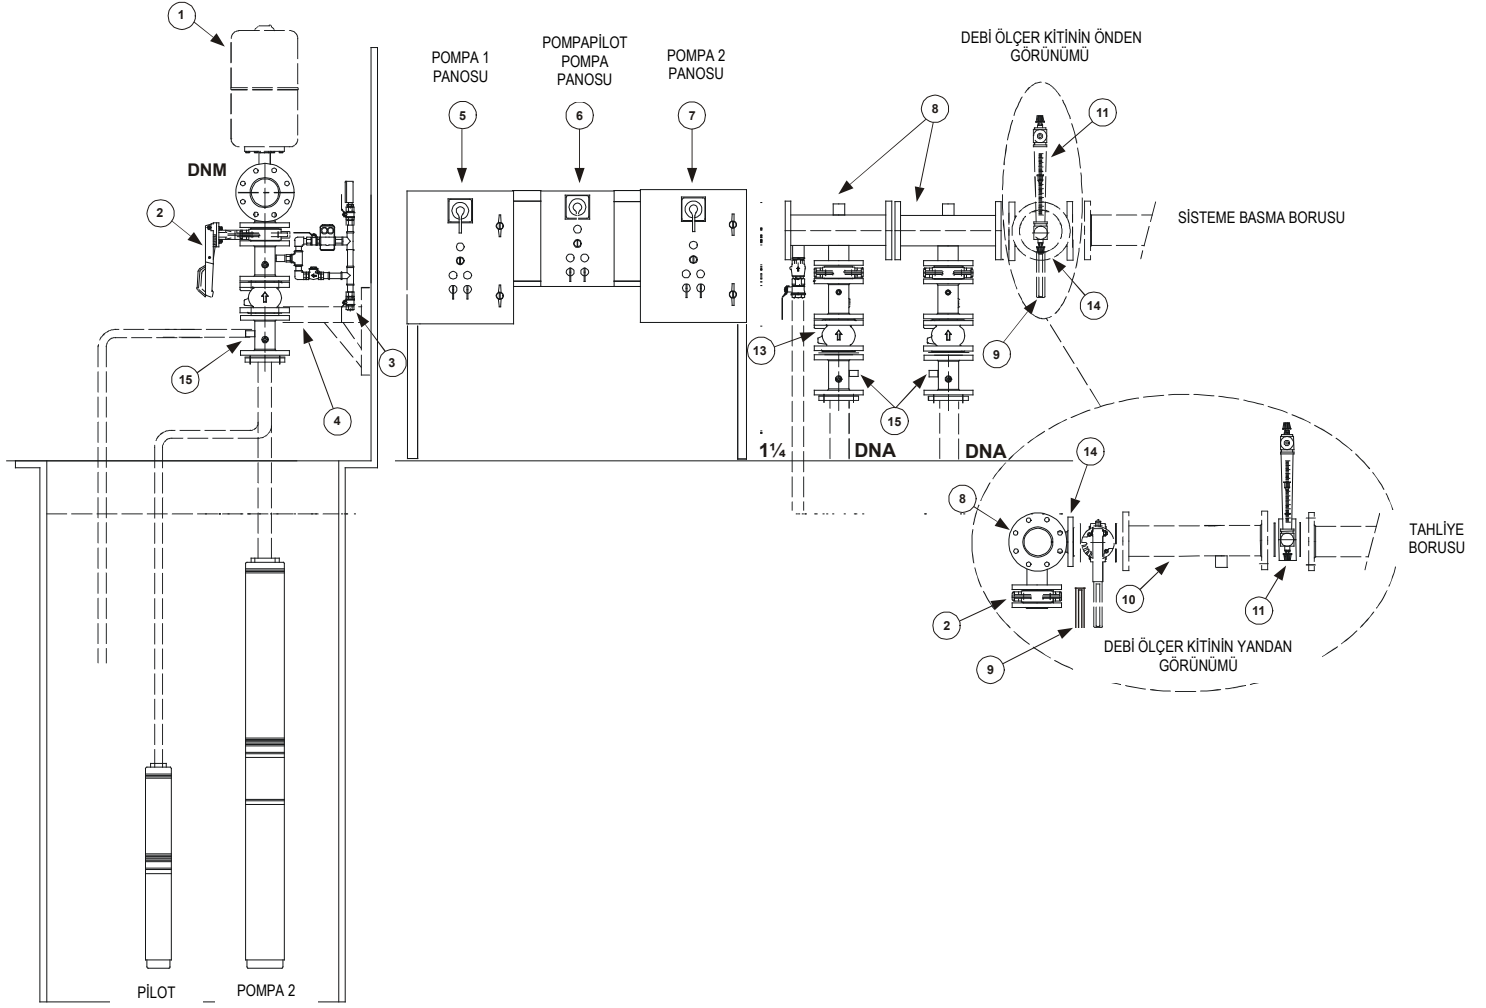 1
POMPA 1
PANOSU
POMPAPİLOT
POMPA
PANOSU
POMPA 2
PANOSU
DEBİ ÖLÇER KİTİNİN ÖNDEN
GÖRÜNÜMÜ
5
6
7
8
11
DNM
2
SİSTEME BASMA BORUSU
14
13
9
3
15
4
15
1¼
DNA
DNA
14
8
TAHLİYE
BORUSU
10
11
2
9
DEBİ ÖLÇER KİTİNİN YANDAN
GÖRÜNÜMÜ
PİLOT
POMPA 2